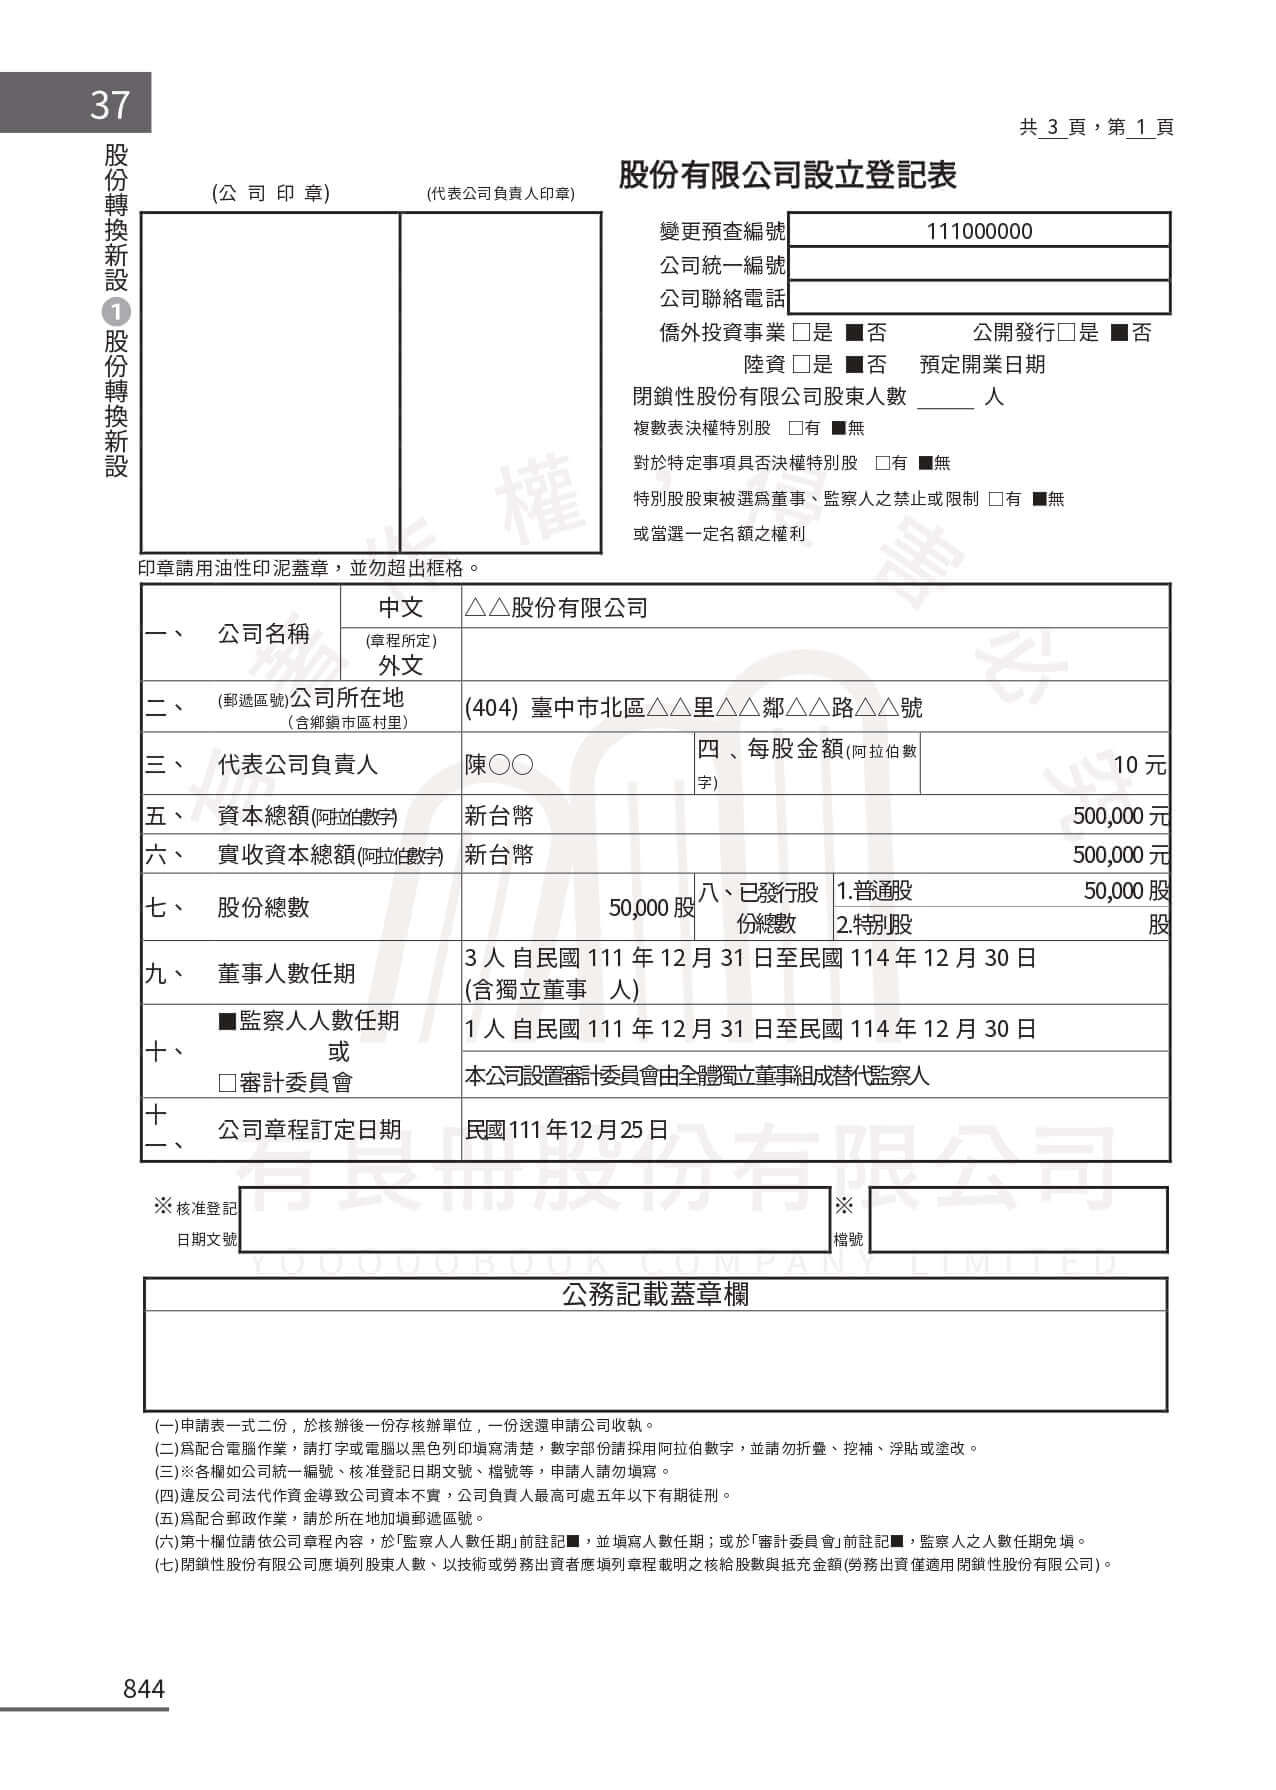 37
股份轉換新設 1 股份轉換新設
共 3 頁，第 1 頁
股份有限公司設立登記表
(公 司 印 章) (代表公司負責人印章)
變更預查編號 111000000
公司統一編號
公司聯絡電話
僑外投資事業 □是 ■否 公開發行□是 ■否
陸資 □是 ■否 預定開業日期
閉鎖性股份有限公司股東人數 _____ 人
複數表決權特別股 □有 ■無
對於特定事項具否決權特別股 □有 ■無
特別股股東被選為董事、監察人之禁止或限制 □有 ■無
或當選一定名額之權利
印章請用油性印泥蓋章，並勿超出框格。
一、 公司名稱 中文 △△股份有限公司
(章程所定)
外文
二、 (郵遞區號)公司所在地
（含鄉鎮市區村里） (404) 臺中市北區△△里△△鄰△△路△△號
三、 代表公司負責人 陳○○ 四、每股金額(阿拉伯數
字) 10 元
五、 資本總額(阿拉伯數字) 新台幣 500,000 元
六、 實收資本總額(阿拉伯數字) 新台幣 500,000 元
七、 股份總數 50,000 股 八、已發行股
份總數 1.普通股 50,000 股
2.特別股 股
九、 董事人數任期 3 人 自民國 111 年 12 月 31 日至民國 114 年 12 月 30 日
(含獨立董事 人)
十、 ■監察人人數任期
或
□審計委員會
1 人 自民國 111 年 12 月 31 日至民國 114 年 12 月 30 日
本公司設置審計委員會由全體獨立董事組成替代監察人
十
一、 公司章程訂定日期 民國 111 年 12 月 25 日
※ 核准登記
日期文號
※
檔號
公務記載蓋章欄
(一)申請表一式二份，於核辦後一份存核辦單位，一份送還申請公司收執。
(二)為配合電腦作業，請打字或電腦以黑色列印填寫清楚，數字部份請採用阿拉伯數字，並請勿折疊、挖補、浮貼或塗改。
(三)※各欄如公司統一編號、核准登記日期文號、檔號等，申請人請勿填寫。
(四)違反公司法代作資金導致公司資本不實，公司負責人最高可處五年以下有期徒刑。
(五)為配合郵政作業，請於所在地加填郵遞區號。
(六)第十欄位請依公司章程內容，於「監察人人數任期」前註記■，並填寫人數任期；或於「審計委員會」前註記■，監察人之人數任期免填。
(七)閉鎖性股份有限公司應填列股東人數、以技術或勞務出資者應填列章程載明之核給股數與抵充金額(勞務出資僅適用閉鎖性股份有限公司)。
844
有良冊股份有限公司
YOOOOOBOOK COMPANY LIMITED